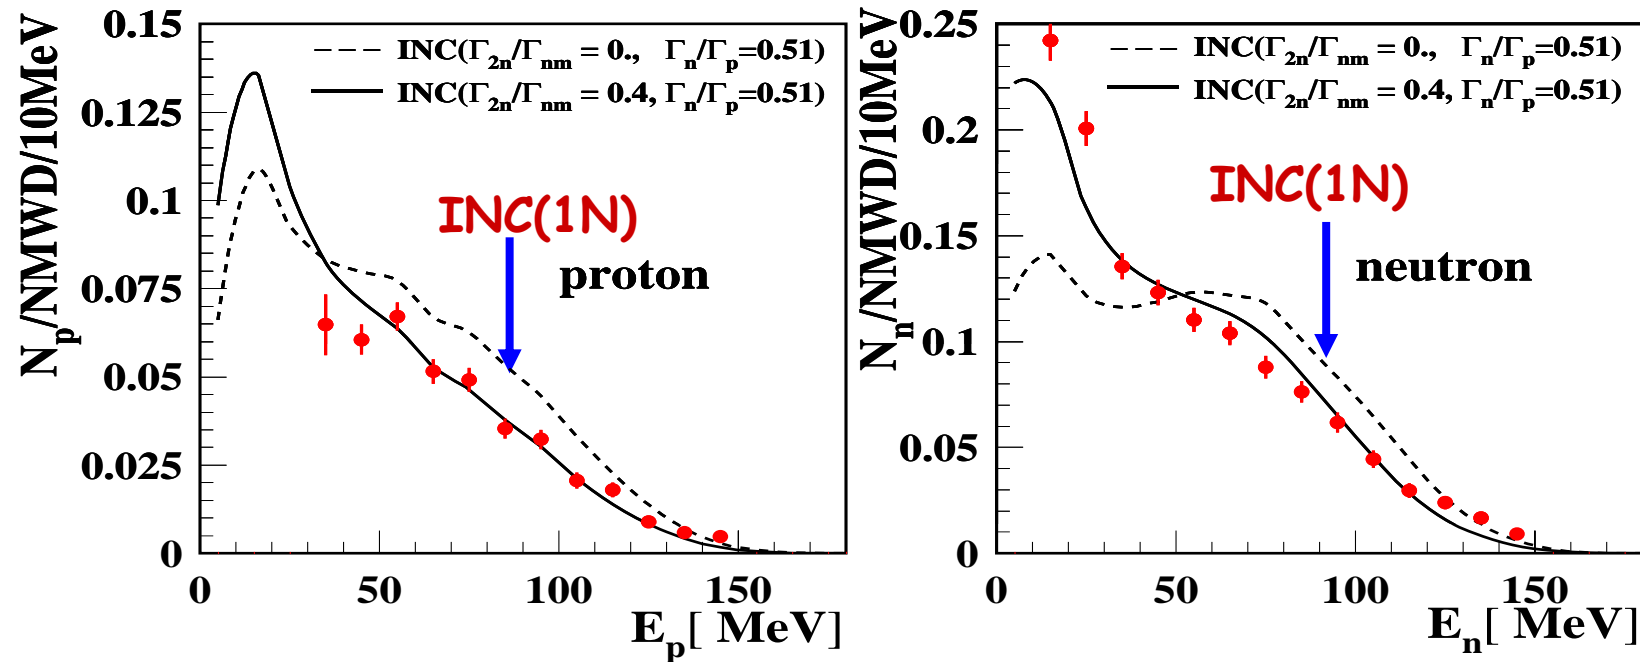 N_p/NMWD/10MeV
0.15
0.125
0.1
0.075
0.05
0.025
0
INC(Γ_2n/Γ_nm = 0., Γ_n/Γ_p=0.51)
INC(Γ_2n/Γ_nm = 0.4, Γ_n/Γ_p=0.51)
INC(1N)
proton
0 50 100 150
E_p[ MeV]
N_n/NMWD/10MeV
0.25
0.2
0.15
0.1
0.05
0
INC(Γ_2n/Γ_nm = 0., Γ_n/Γ_p=0.51)
INC(Γ_2n/Γ_nm = 0.4, Γ_n/Γ_p=0.51)
INC(1N)
neutron
0 50 100 150
E_n[ MeV]